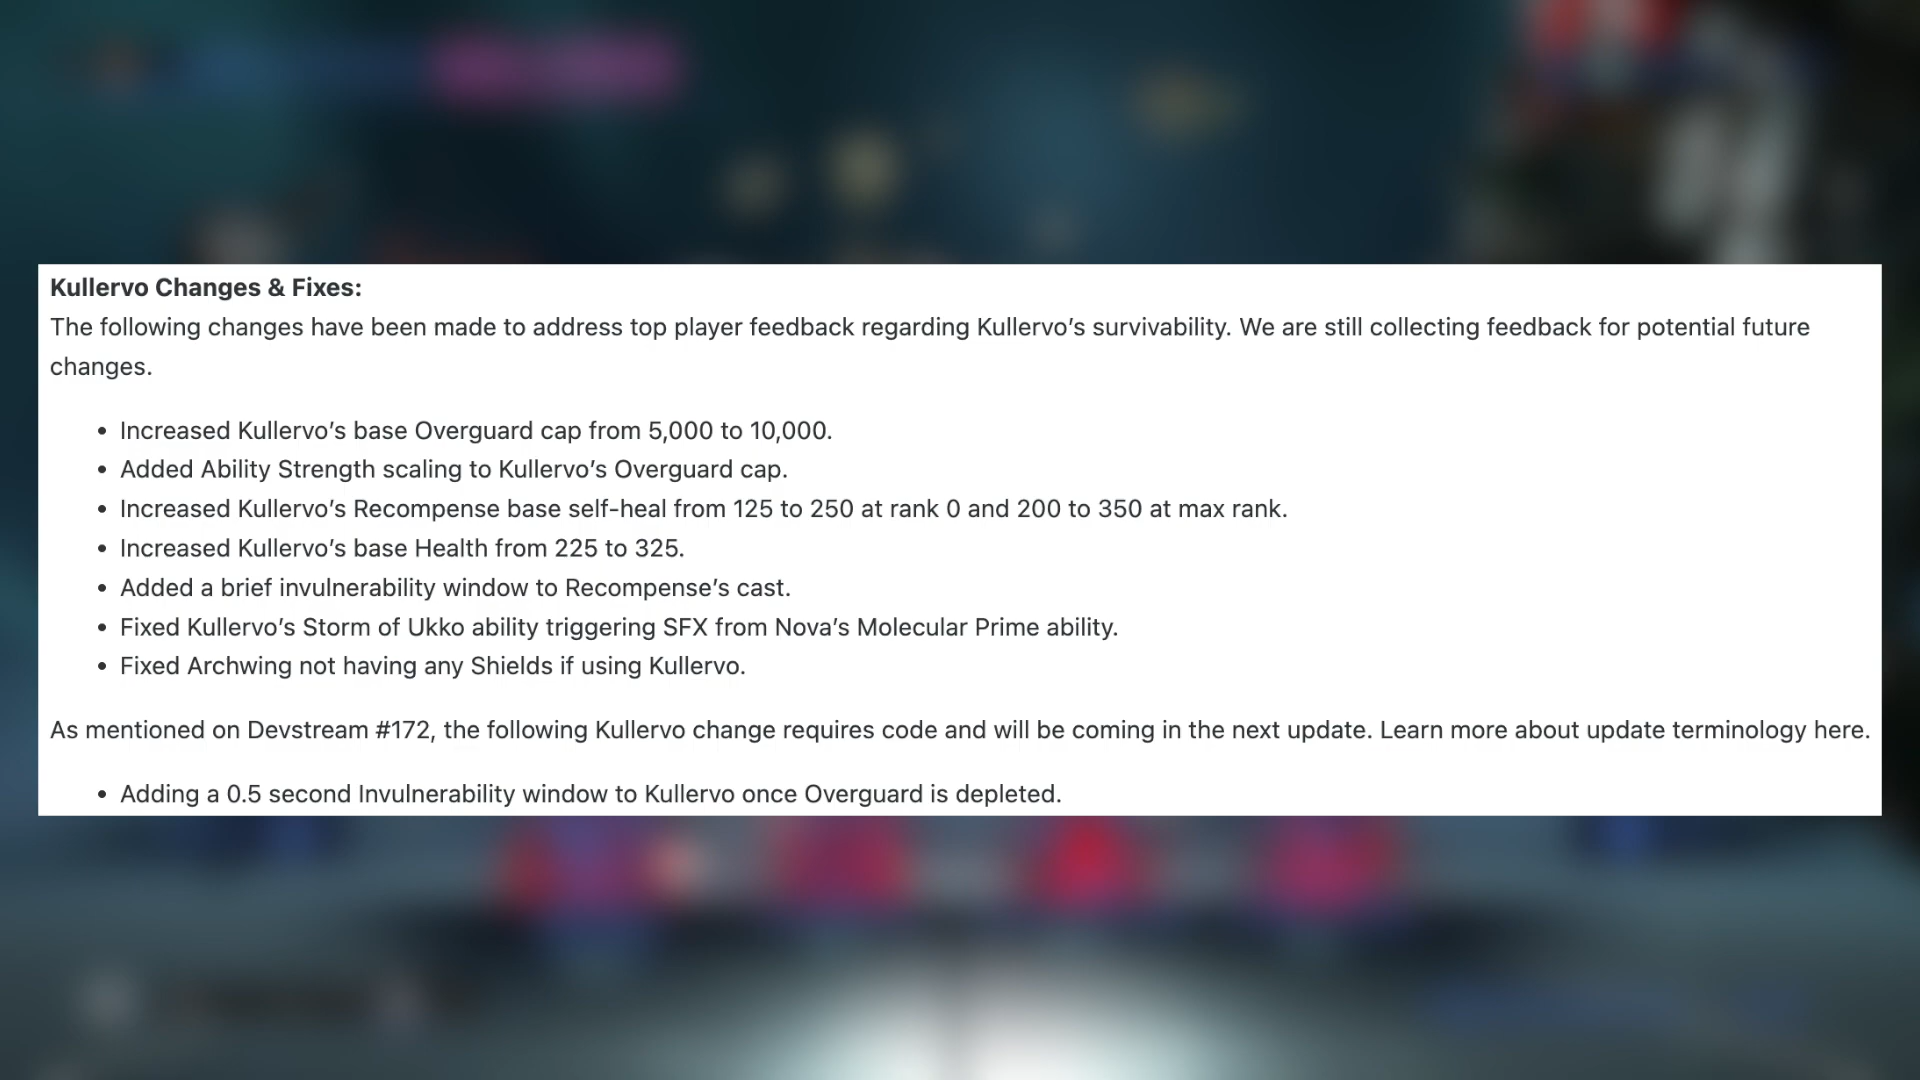 Kullervo Changes & Fixes:
The following changes have been made to address top player feedback regarding Kullervo’s survivability. We are still collecting feedback for potential future
changes.
• Increased Kullervo’s base Overguard cap from 5,000 to 10,000.
• Added Ability Strength scaling to Kullervo’s Overguard cap.
• Increased Kullervo’s Recompense base self-heal from 125 to 250 at rank 0 and 200 to 350 at max rank.
• Increased Kullervo’s base Health from 225 to 325.
• Added a brief invulnerability window to Recompense’s cast.
• Fixed Kullervo’s Storm of Ukko ability triggering SFX from Nova’s Molecular Prime ability.
• Fixed Archwing not having any Shields if using Kullervo.
As mentioned on Devstream #172, the following Kullervo change requires code and will be coming in the next update. Learn more about update terminology here.
• Adding a 0.5 second Invulnerability window to Kullervo once Overguard is depleted.